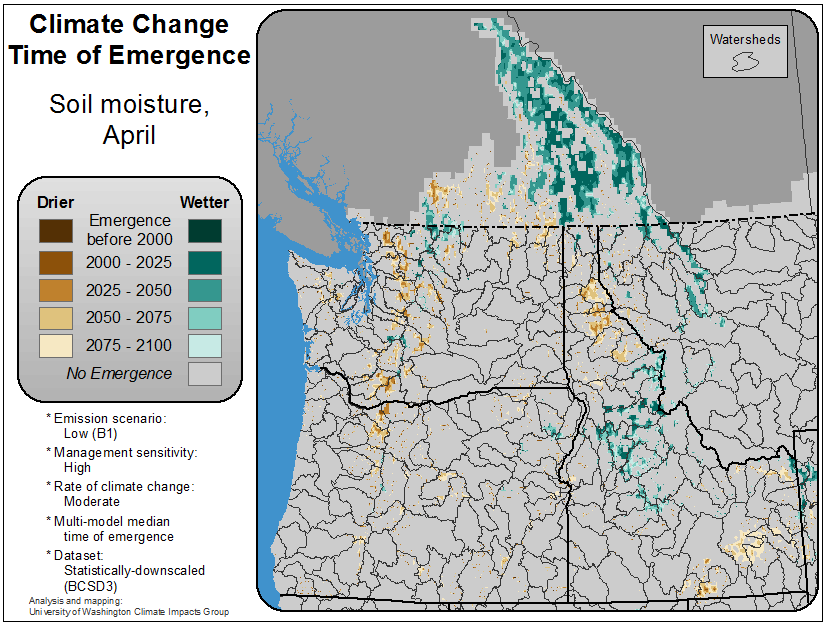 Climate Change
Time of Emergence
Soil moisture,
April
Drier
Wetter
Emergence
before 2000
2000 - 2025
2025 - 2050
2050 - 2075
2075 - 2100
No Emergence
* Emission scenario:
Low (B1)
* Management sensitivity:
High
* Rate of climate change:
Moderate
* Multi-model median
time of emergence
* Dataset:
Statistically-downscaled
(BCSD3)
Analysis and mapping:
University of Washington Climate Impacts Group
Watersheds